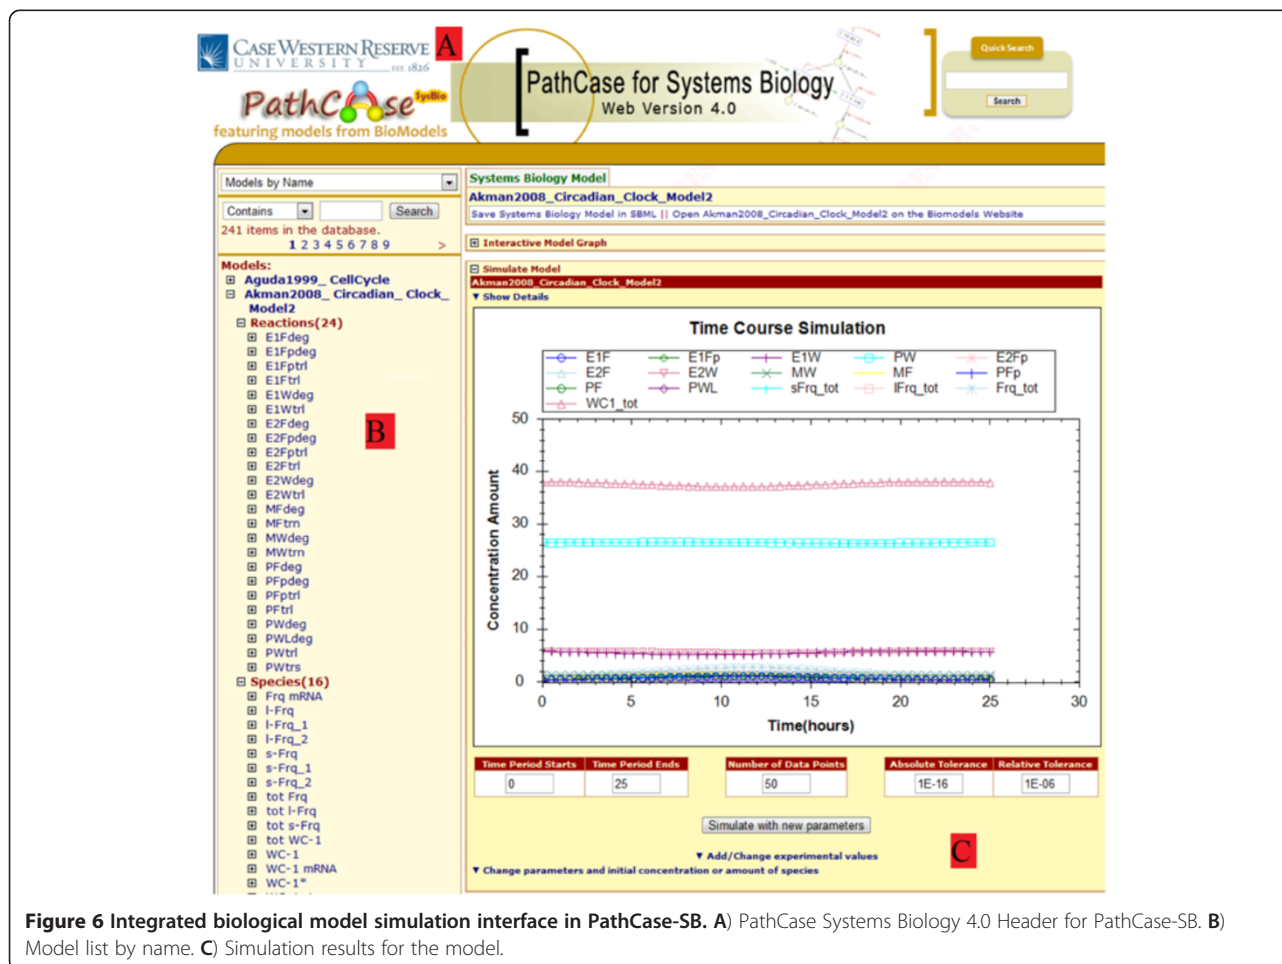 CASE WESTERN RESERVE
UNIVERSITY EST. 1826
A
PathCase SysBio
featuring models from BioModels
PathCase for Systems Biology
Web Version 4.0
Quick Search
Search
Models by Name
Contains Search
241 items in the database.
1 2 3 4 5 6 7 8 9 >
Models:
Aguda1999_ CellCycle
Akman2008_ Circadian_ Clock_
Model2
Reactions(24)
E1Fdeg
E1Fpdeg
E1Fptrl
E1Ftrl
E1Wdeg
E1Wtrl
E2Fdeg
E2Fpdeg
E2Fptrl
E2Ftrl
E2Wdeg
E2Wtrl
MFdeg
MFtrn
MWdeg
MWtrn
PFdeg
PFpdeg
PFptrl
PFtrl
PWdeg
PWLdeg
PWtrl
PWtrs
Species(16)
Frq mRNA
l-Frq
l-Frq_1
l-Frq_2
s-Frq
s-Frq_1
s-Frq_2
tot Frq
tot l-Frq
tot s-Frq
tot WC-1
WC-1
WC-1 mRNA
WC-1*
B
Systems Biology Model
Akman2008_Circadian_Clock_Model2
Save Systems Biology Model in SBML || Open Akman2008_Circadian_Clock_Model2 on the Biomodels Website
Interactive Model Graph
Simulate Model
Akman2008_Circadian_Clock_Model2
▼ Show Details
Time Course Simulation
E1F E1Fp E1W PW E2Fp
E2F E2W MW MF PFp
PF PWL sFrq_tot lFrq_tot Frq_tot
WC1_tot
Concentration Amount
50
40
30
20
10
0
0 5 10 15 20 25 30
Time(hours)
Time Period Starts Time Period Ends Number of Data Points Absolute Tolerance Relative Tolerance
0 25 50 1E-16 1E-06
Simulate with new parameters
▼ Add/Change experimental values
▼ Change parameters and initial concentration or amount of species
C
Figure 6 Integrated biological model simulation interface in PathCase-SB. A) PathCase Systems Biology 4.0 Header for PathCase-SB. B)
Model list by name. C) Simulation results for the model.